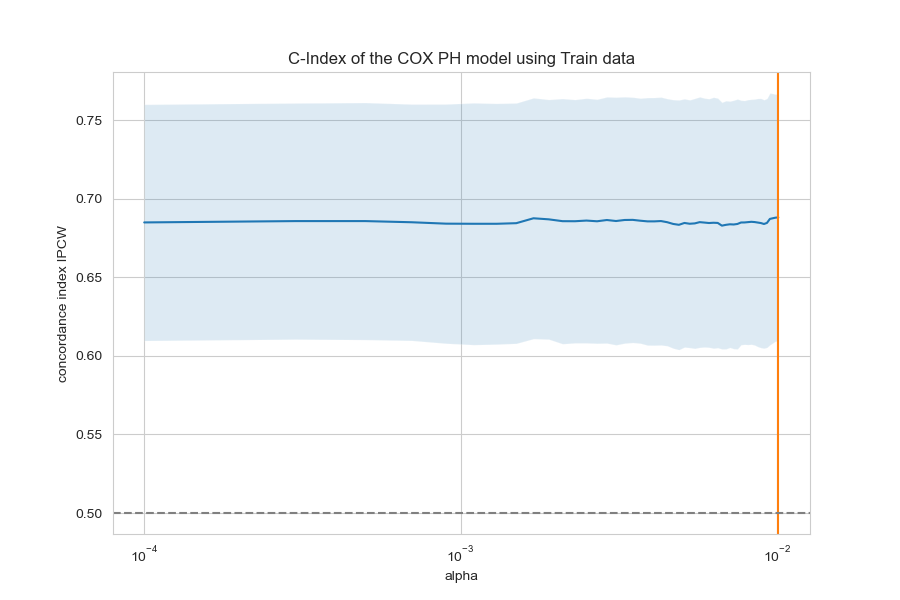 C-Index of the COX PH model using Train data
concordance index IPCW
0.75
0.70
0.65
0.60
0.55
0.50
10⁻⁴ 10⁻³ 10⁻²
alpha